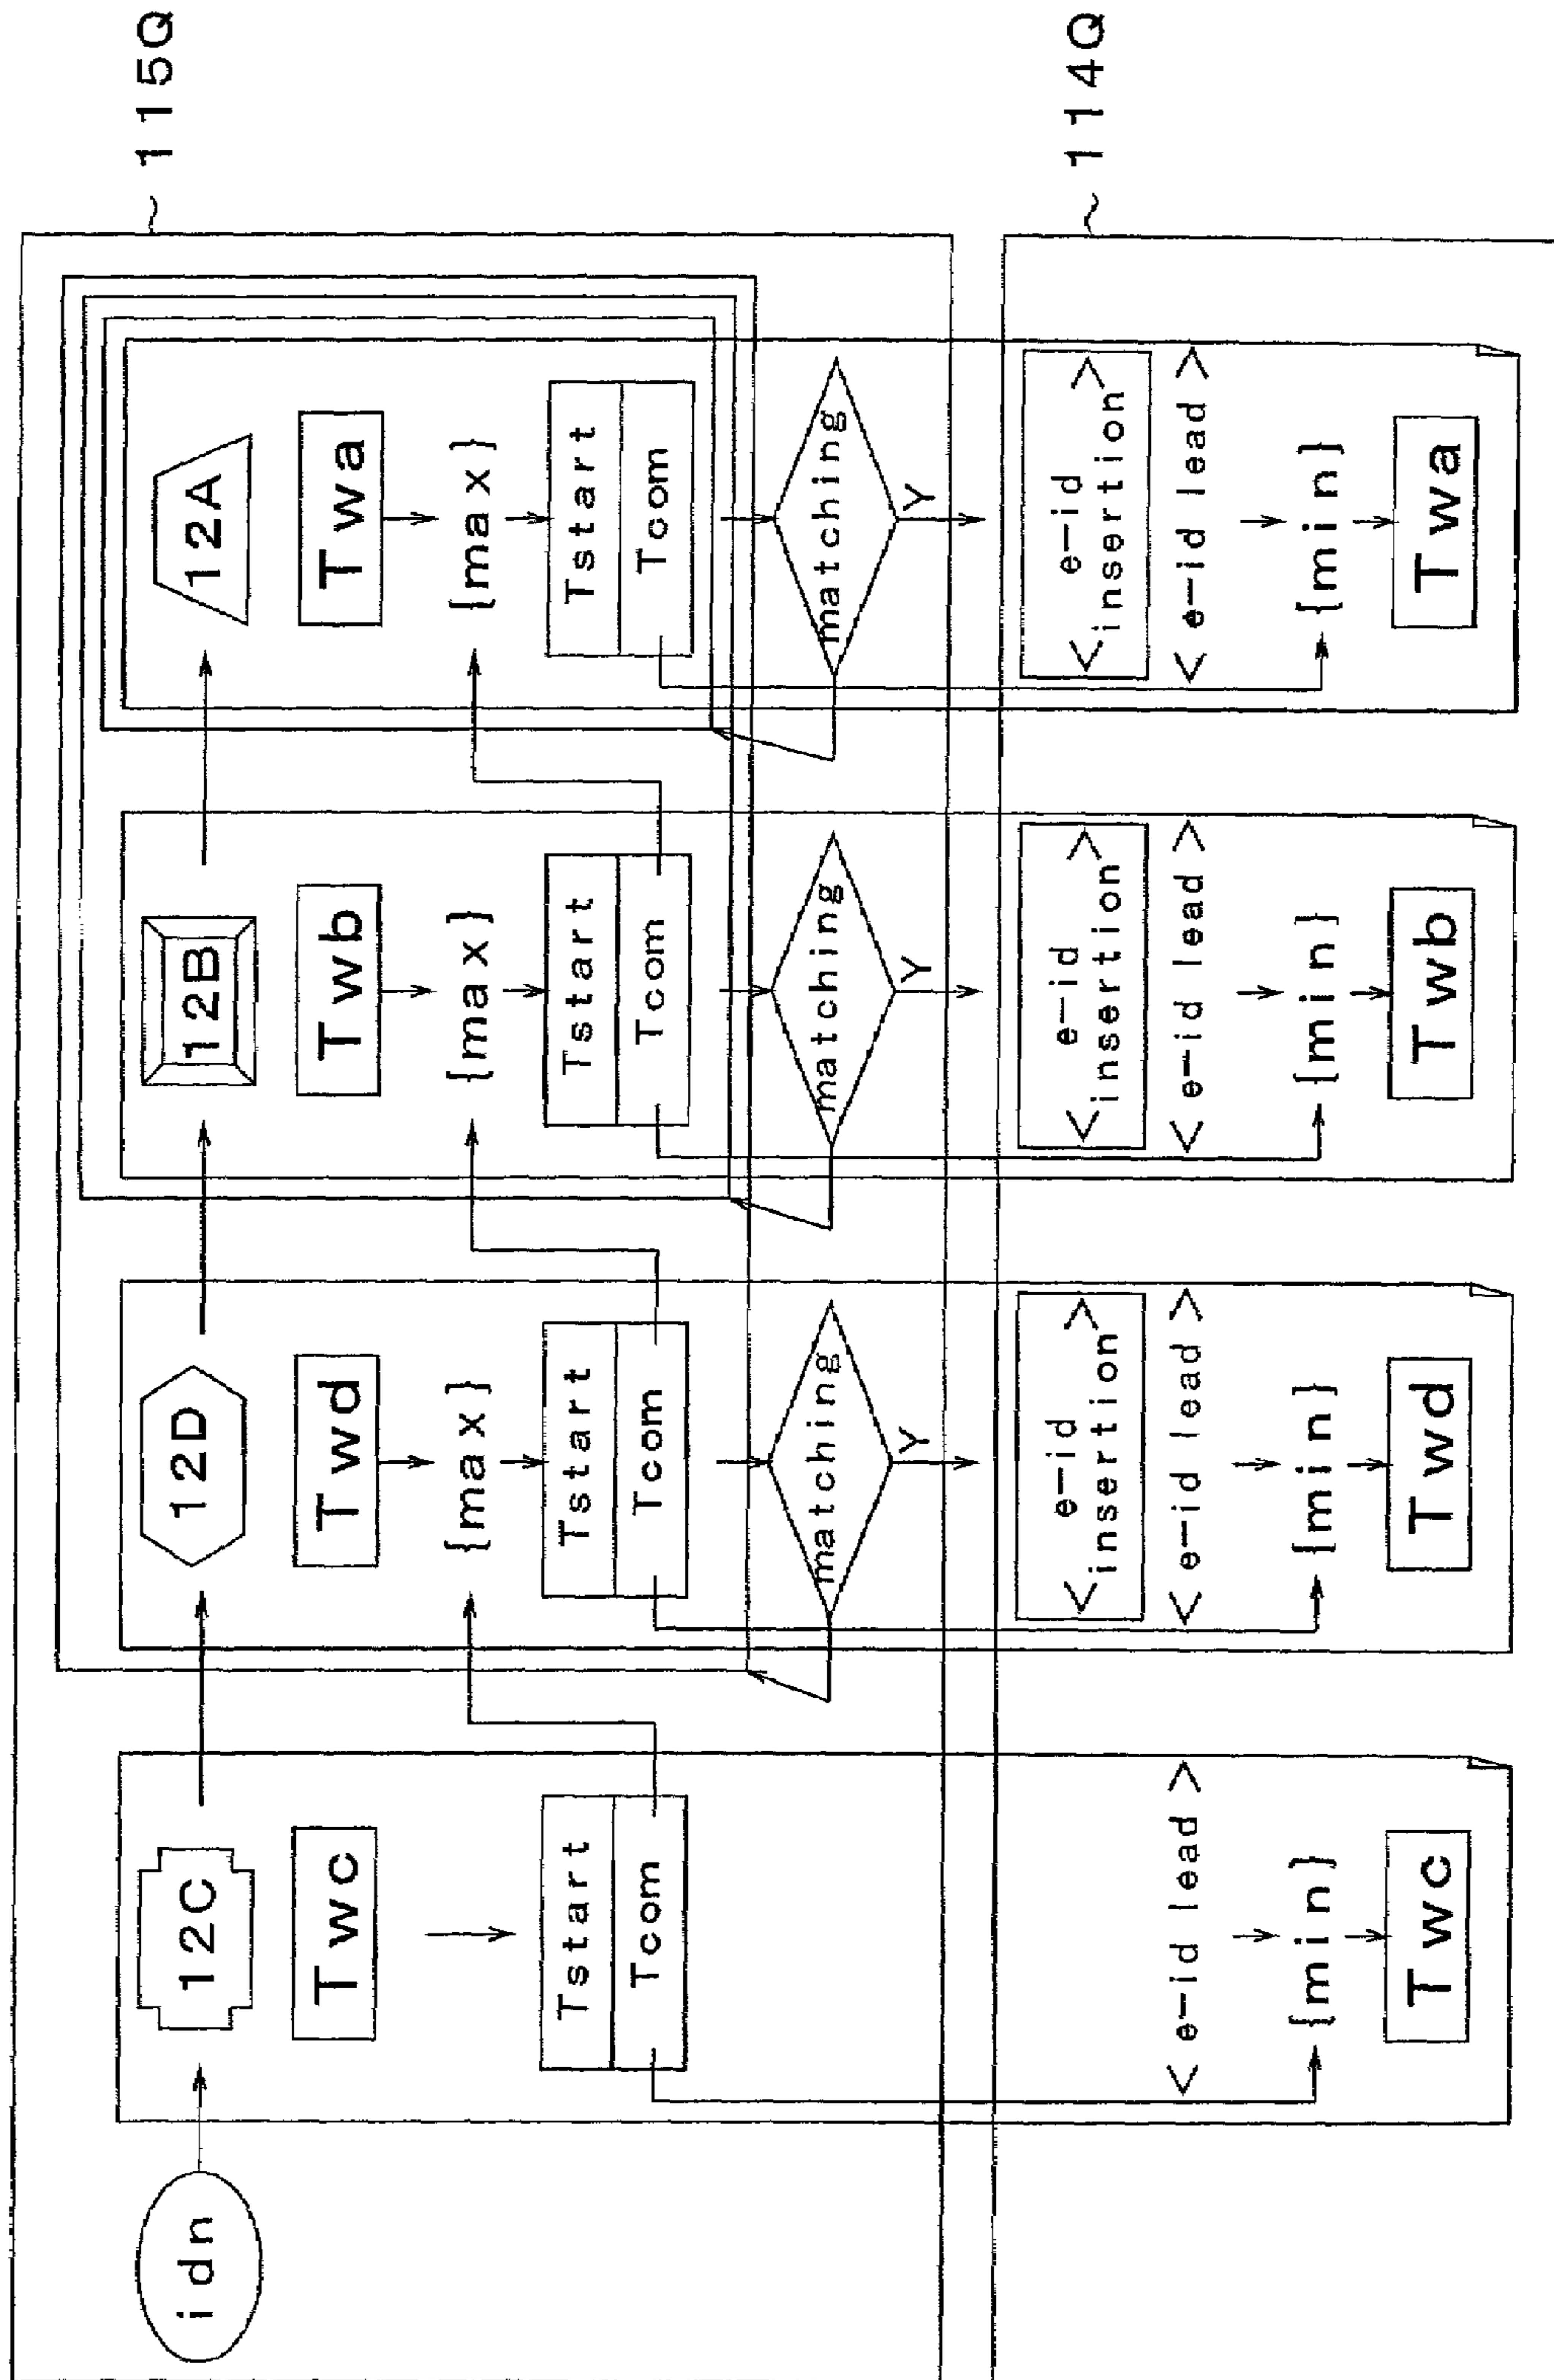 idn
12C
12D
12B
12A
Twc
Twd
Twb
Twa
{max}
{max}
{max}
Tstart
Tstart
Tstart
Tstart
Tcom
Tcom
Tcom
Tcom
matching
matching
matching
Y
Y
Y
~115Q
e-id
<insertion>
e-id
<insertion>
e-id
<insertion>
<e-id lead>
<e-id lead>
<e-id lead>
<e-id lead>
{min}
{min}
{min}
{min}
Twc
Twd
Twb
Twa
~114Q